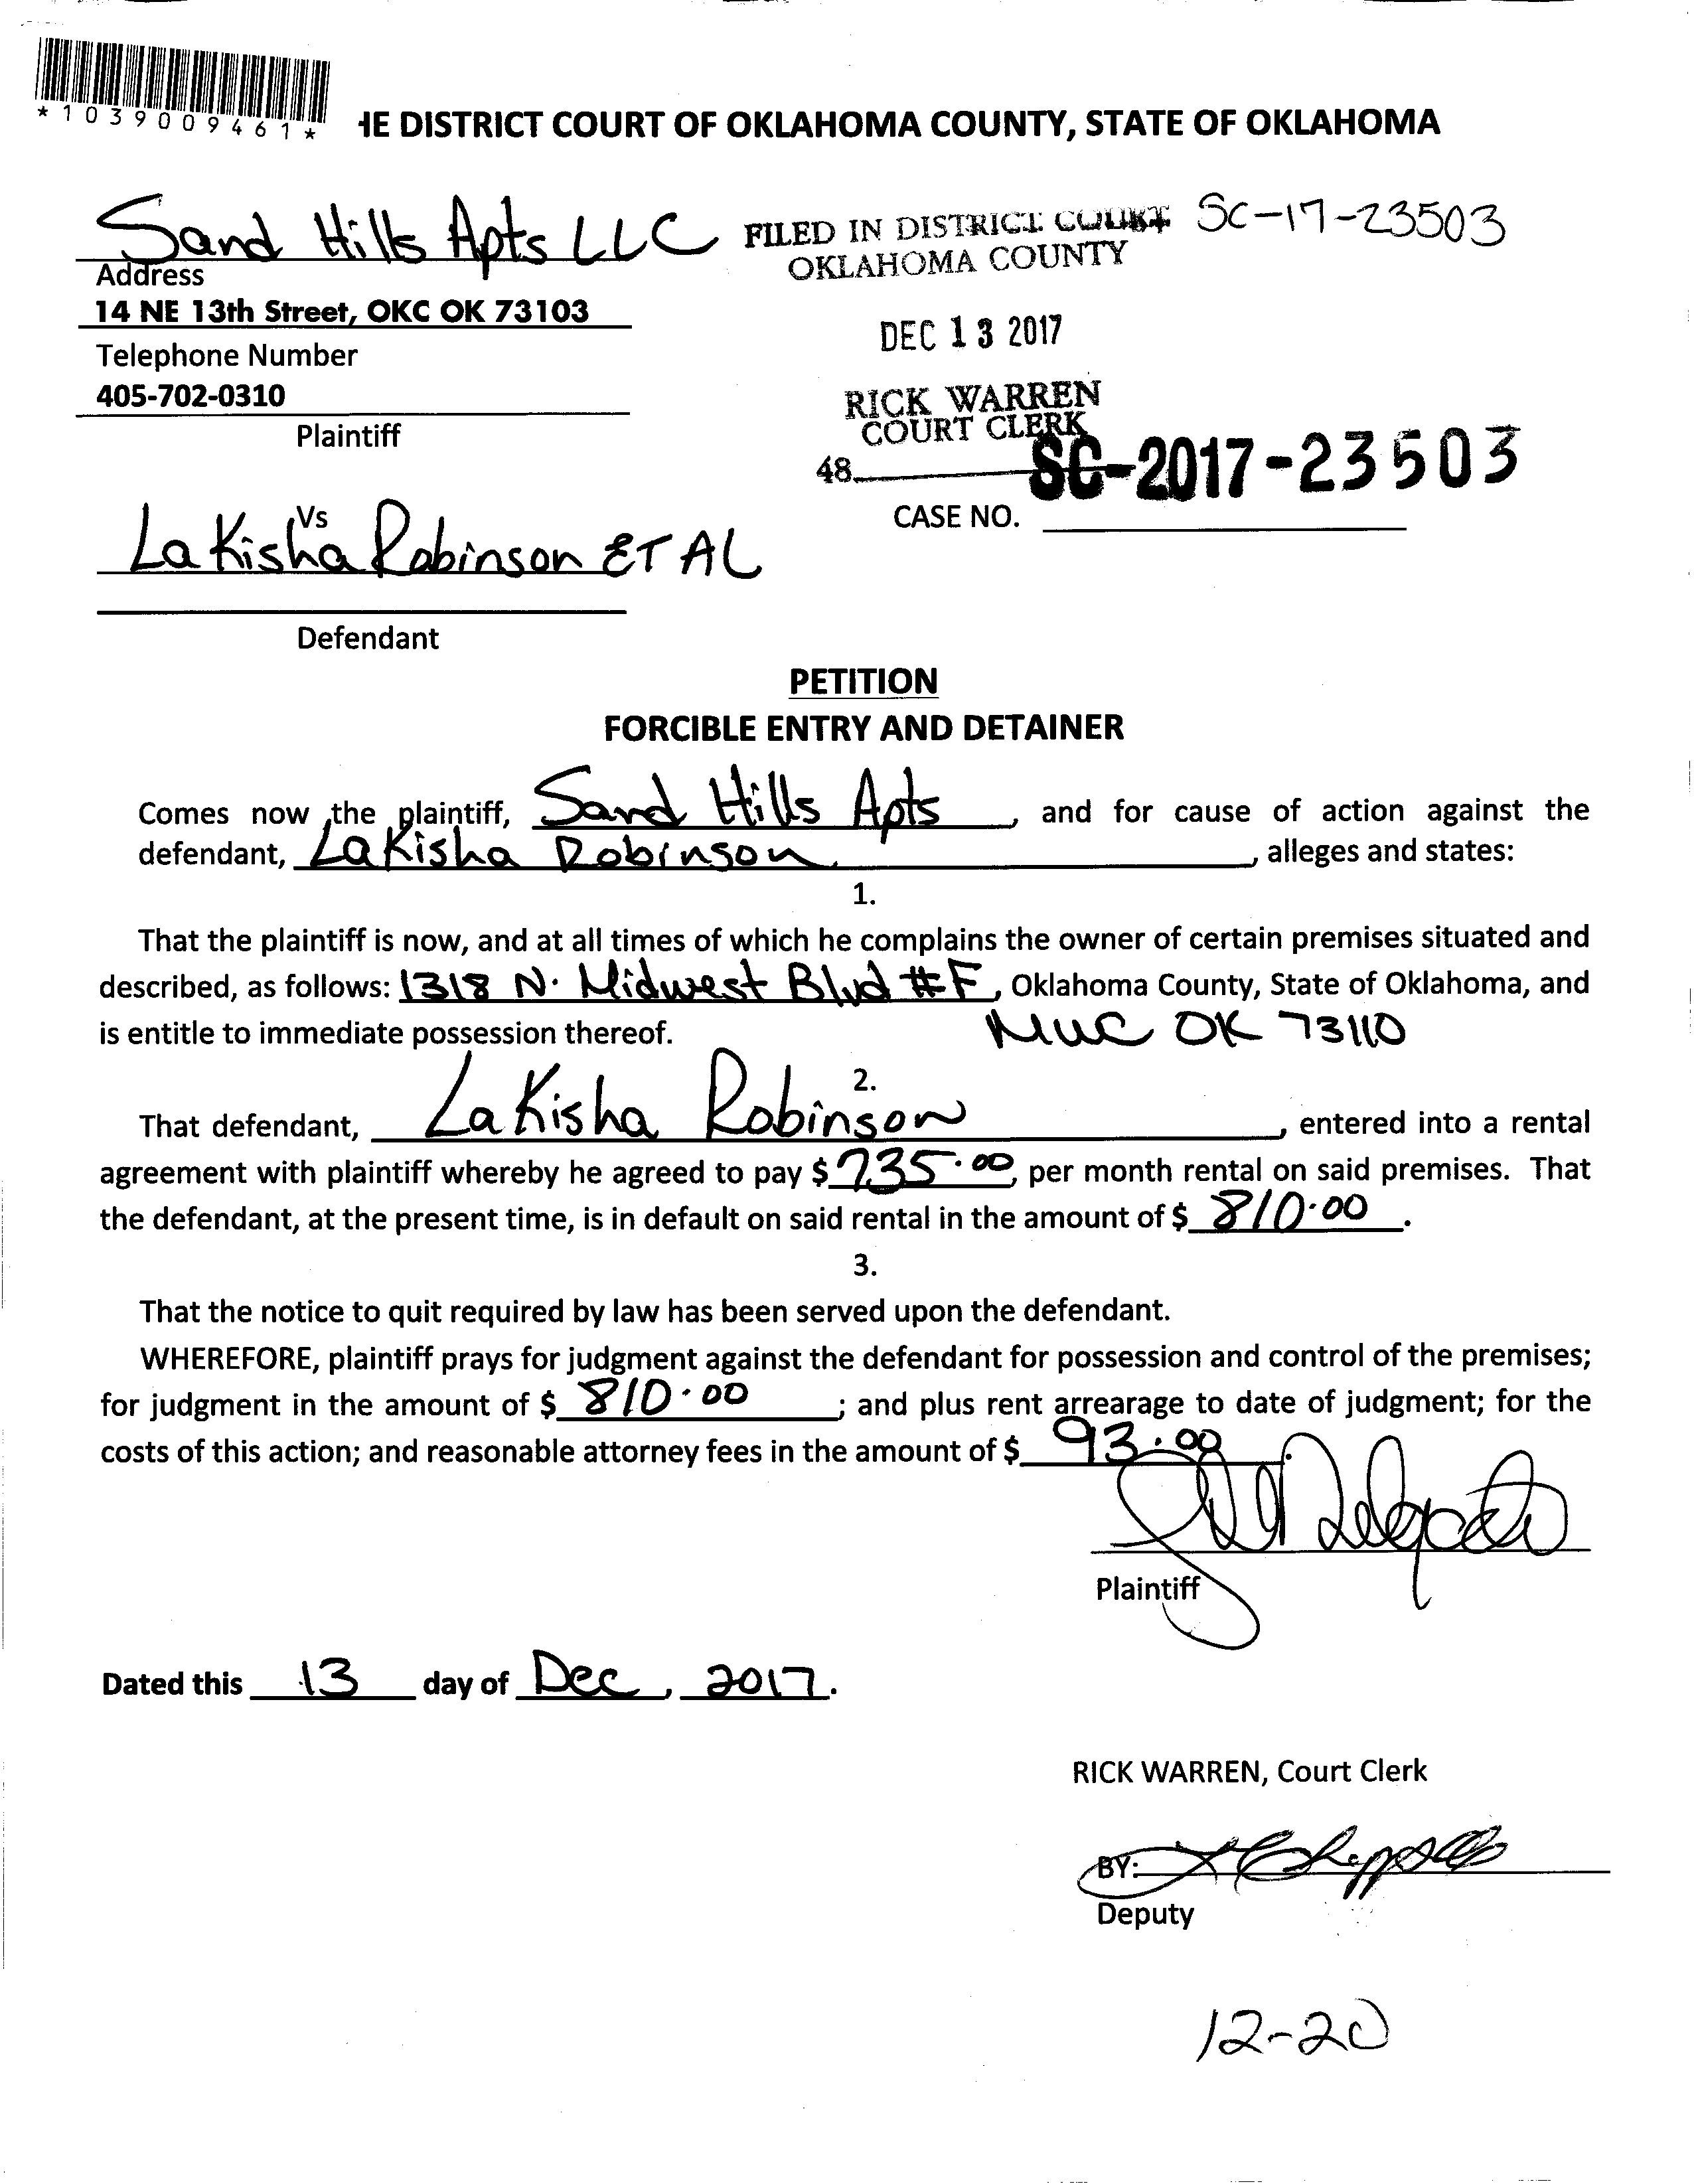 *1039009461*
HE DISTRICT COURT OF OKLAHOMA COUNTY, STATE OF OKLAHOMA
Sand Hills Apts LLC
FILED IN DISTRICT COURT
OKLAHOMA COUNTY
SC-17-23503
Address
14 NE 13th Street, OKC OK 73103
DEC 13 2017
Telephone Number
405-702-0310
RICK WARREN
COURT CLERK
Plaintiff
48
SC-2017-23503
CASE NO.
Vs
LaKisha Robinson ET AL
Defendant
PETITION
FORCIBLE ENTRY AND DETAINER
Comes now the plaintiff, Sand Hills Apts, and for cause of action against the
defendant, LaKisha Robinson, alleges and states:
1.
That the plaintiff is now, and at all times of which he complains the owner of certain premises situated and
described, as follows: 1318 N. Midwest Blvd #F, Oklahoma County, State of Oklahoma, and
is entitle to immediate possession thereof. MWC OK 73110
2.
That defendant, LaKisha Robinson, entered into a rental
agreement with plaintiff whereby he agreed to pay $ 735.00, per month rental on said premises. That
the defendant, at the present time, is in default on said rental in the amount of $ 810.00.
3.
That the notice to quit required by law has been served upon the defendant.
WHEREFORE, plaintiff prays for judgment against the defendant for possession and control of the premises;
for judgment in the amount of $ 810.00; and plus rent arrearage to date of judgment; for the
costs of this action; and reasonable attorney fees in the amount of $ 93.00.
Plaintiff
Dated this 13 day of Dec, 2017.
RICK WARREN, Court Clerk
BY:
Deputy
12-20